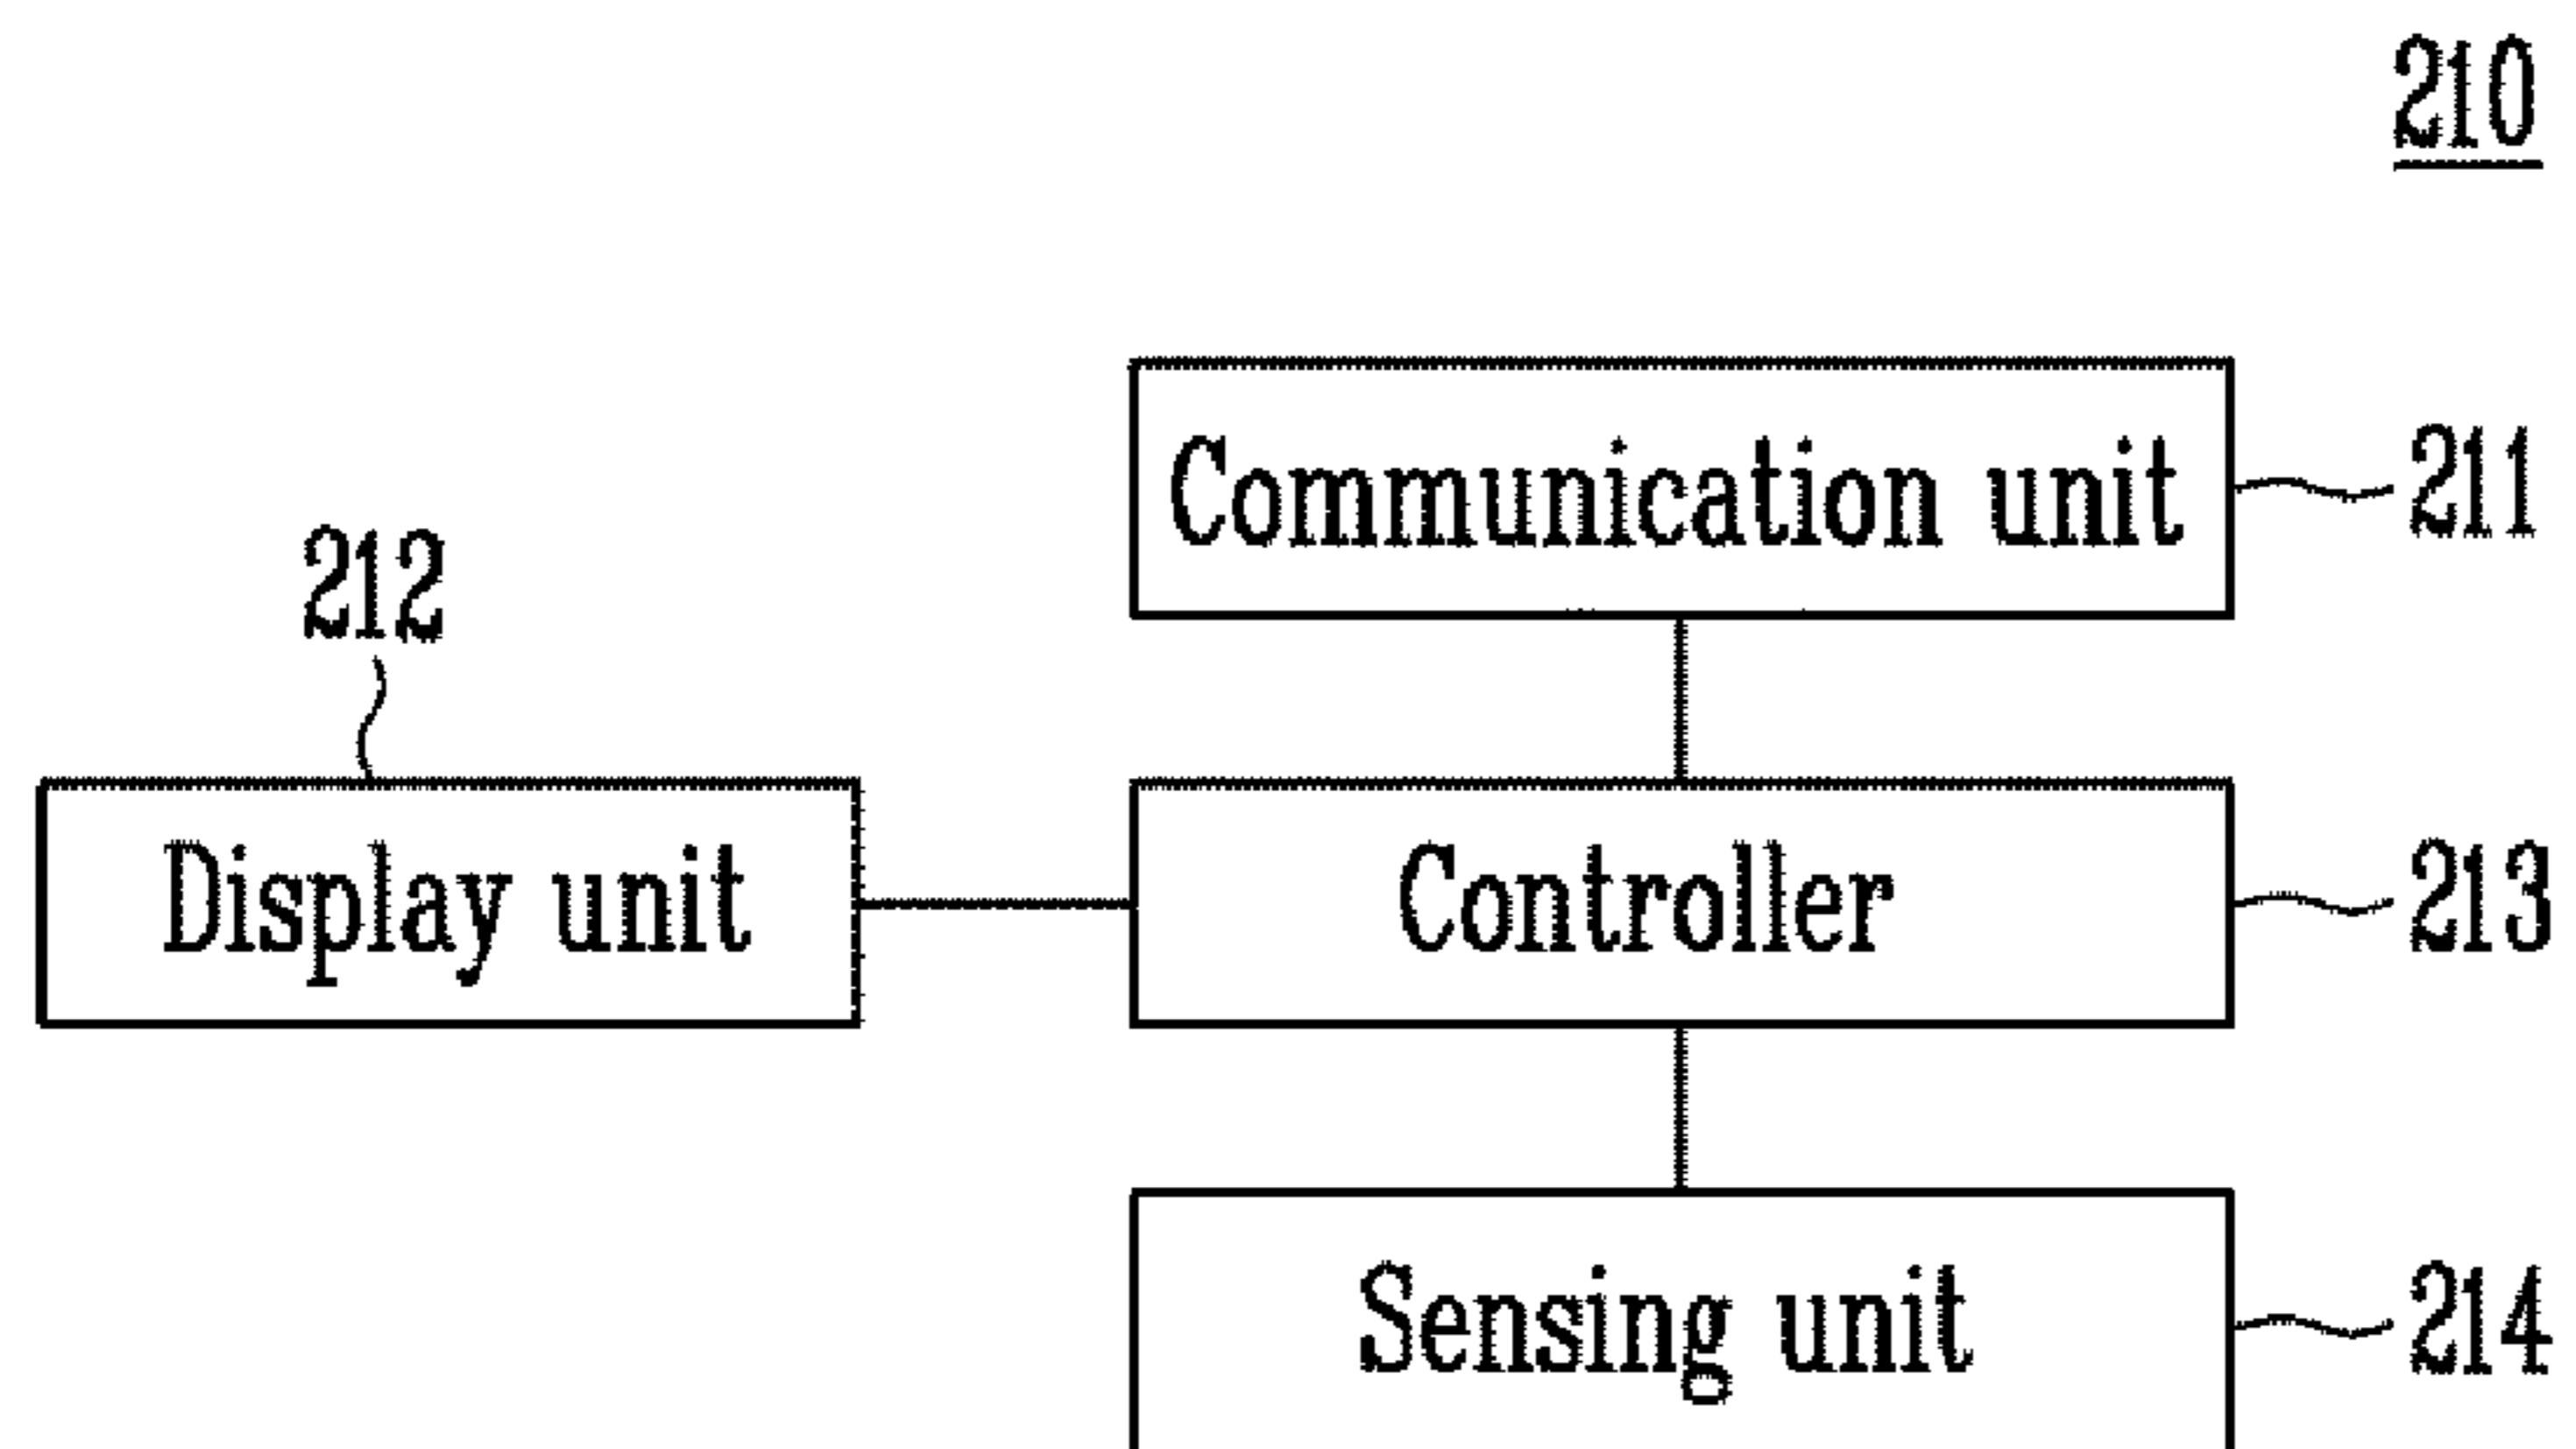 210
Communication unit
211
212
Display unit
Controller
213
Sensing unit
214